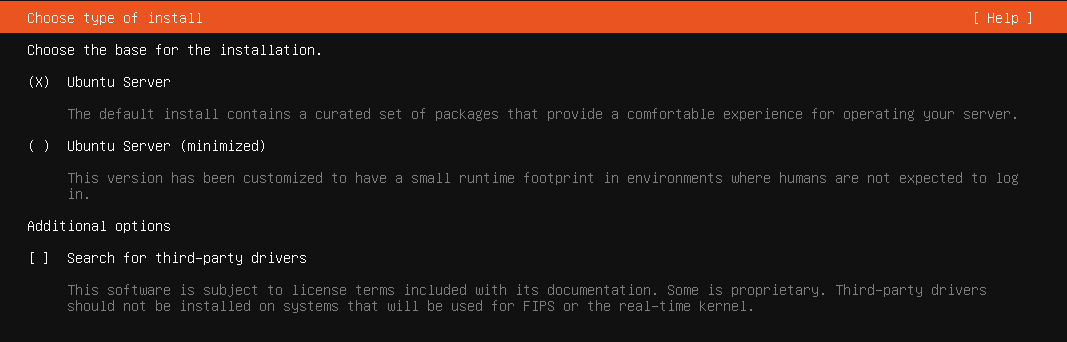 Choose type of install [ Help ]
Choose the base for the installation.
(X) Ubuntu Server
The default install contains a curated set of packages that provide a comfortable experience for operating your server.
( ) Ubuntu Server (minimized)
This version has been customized to have a small runtime footprint in environments where humans are not expected to log
in.
Additional options
[ ] Search for third-party drivers
This software is subject to license terms included with its documentation. Some is proprietary. Third-party drivers
should not be installed on systems that will be used for FIPS or the real-time kernel.